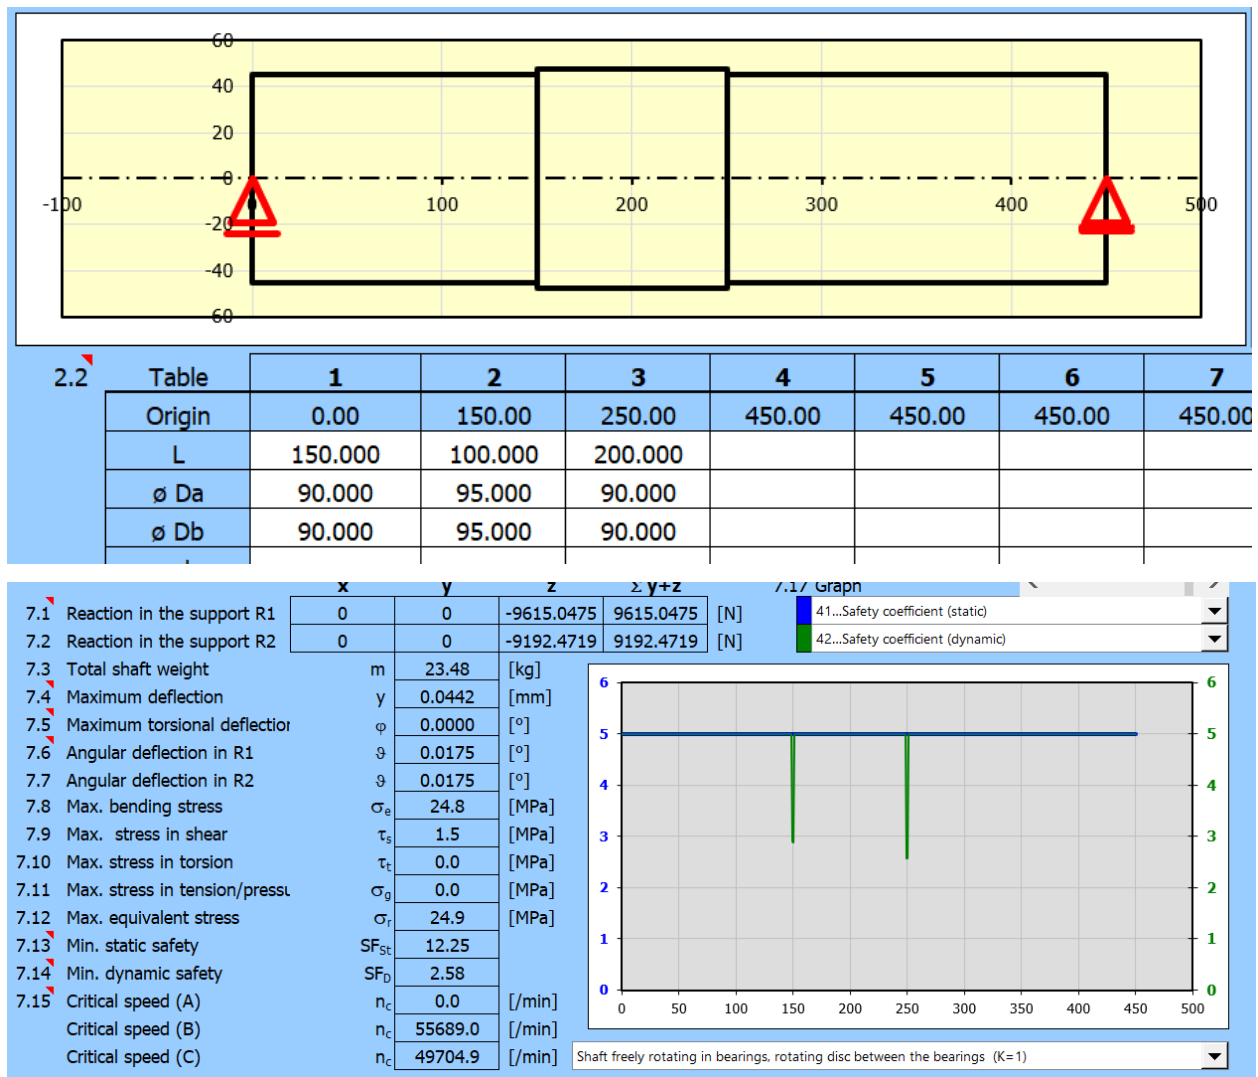 60
40
20
0
-100 0 100 200 300 400 500
-20
-40
60
2.2 Table 1 2 3 4 5 6 7
Origin 0.00 150.00 250.00 450.00 450.00 450.00 450.00
L 150.000 100.000 200.000
ø Da 90.000 95.000 90.000
ø Db 90.000 95.000 90.000
x y z Σ y+z 7.17 Graph
7.1 Reaction in the support R1 0 0 -9615.0475 9615.0475 [N] 41...Safety coefficient (static)
7.2 Reaction in the support R2 0 0 -9192.4719 9192.4719 [N] 42...Safety coefficient (dynamic)
7.3 Total shaft weight m 23.48 [kg]
7.4 Maximum deflection y 0.0442 [mm]
7.5 Maximum torsional deflection φ 0.0000 [°]
7.6 Angular deflection in R1 ϑ 0.0175 [°]
7.7 Angular deflection in R2 ϑ 0.0175 [°]
7.8 Max. bending stress σe 24.8 [MPa]
7.9 Max. stress in shear τs 1.5 [MPa]
7.10 Max. stress in torsion τt 0.0 [MPa]
7.11 Max. stress in tension/pressu σg 0.0 [MPa]
7.12 Max. equivalent stress σr 24.9 [MPa]
7.13 Min. static safety SFSt 12.25
7.14 Min. dynamic safety SFD 2.58
7.15 Critical speed (A) nc 0.0 [/min]
Critical speed (B) nc 55689.0 [/min]
Critical speed (C) nc 49704.9 [/min]
6 6
5 5
4 4
3 3
2 2
1 1
0 0
0 50 100 150 200 250 300 350 400 450 500
Shaft freely rotating in bearings, rotating disc between the bearings (K=1)